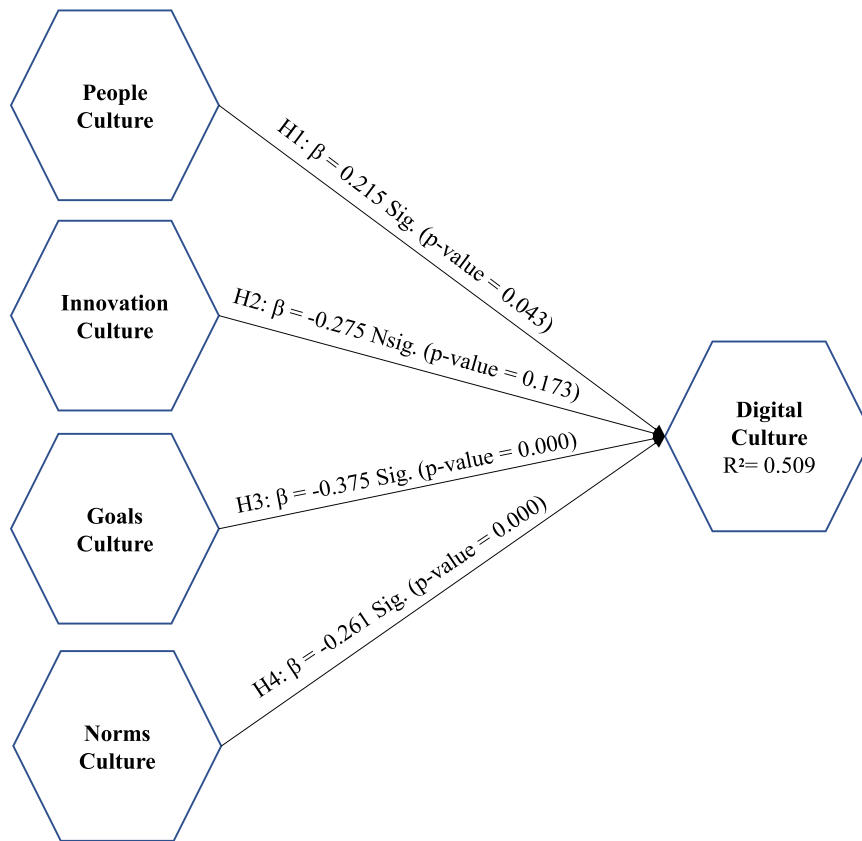 People
Culture
H1: β = 0.215 Sig. (p-value = 0.043)
Innovation
Culture
H2: β = -0.275 Nsig. (p-value = 0.173)
Digital
Culture
R²= 0.509
Goals
Culture
H3: β = -0.375 Sig. (p-value = 0.000)
Norms
Culture
H4: β = -0.261 Sig. (p-value = 0.000)